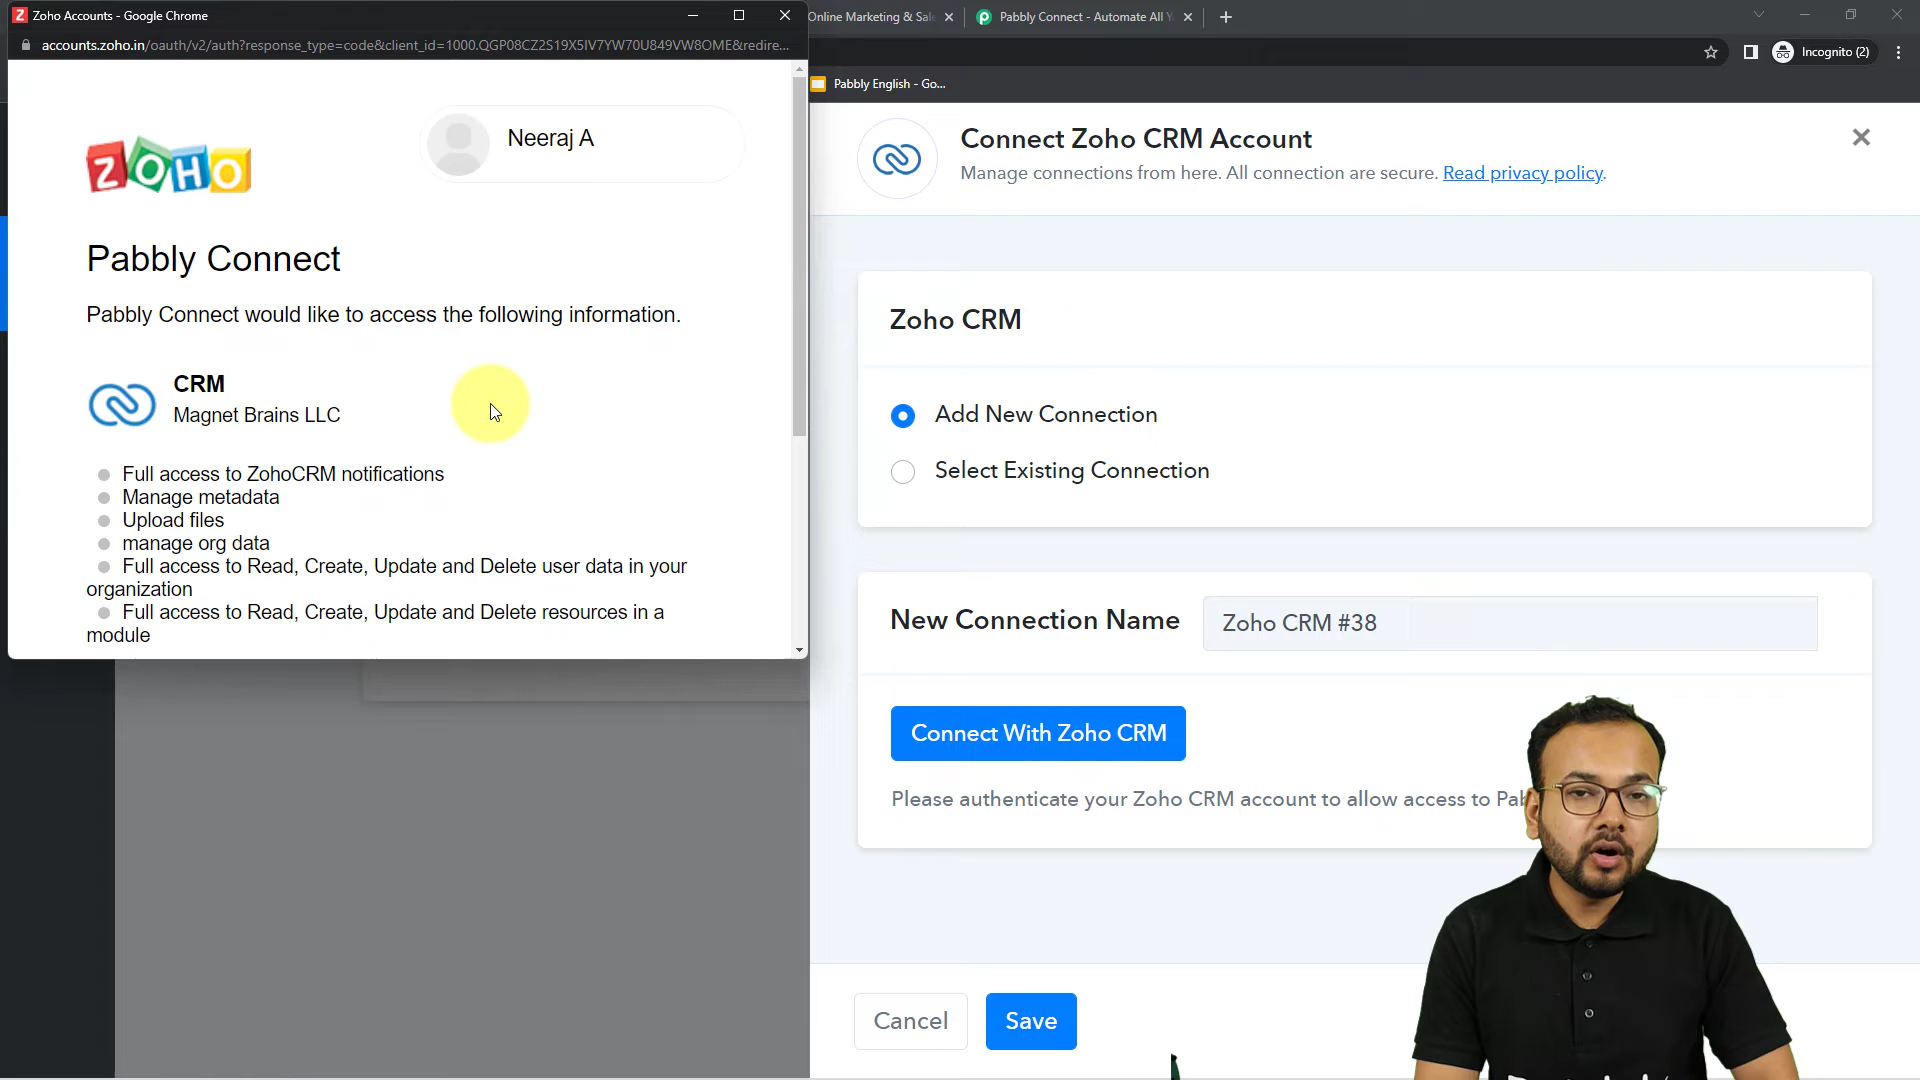 Zoho Accounts - Google Chrome
accounts.zoho.in/oauth/v2/auth?response_type=code&client_id=1000.QGP08CZ2S19X5IV7YW70U849VW8OME&redire...
ZOHO
Neeraj A
Pabbly Connect
Pabbly Connect would like to access the following information.
CRM
Magnet Brains LLC
Full access to ZohoCRM notifications
Manage metadata
Upload files
manage org data
Full access to Read, Create, Update and Delete user data in your
organization
Full access to Read, Create, Update and Delete resources in a
module
Online Marketing & Sal
Pabbly Connect - Automate All Y
Incognito (2)
Pabbly English - Go...
Connect Zoho CRM Account
Manage connections from here. All connection are secure. Read privacy policy.
Zoho CRM
Add New Connection
Select Existing Connection
New Connection Name
Zoho CRM #38
Connect With Zoho CRM
Please authenticate your Zoho CRM account to allow access to
Cancel
Save